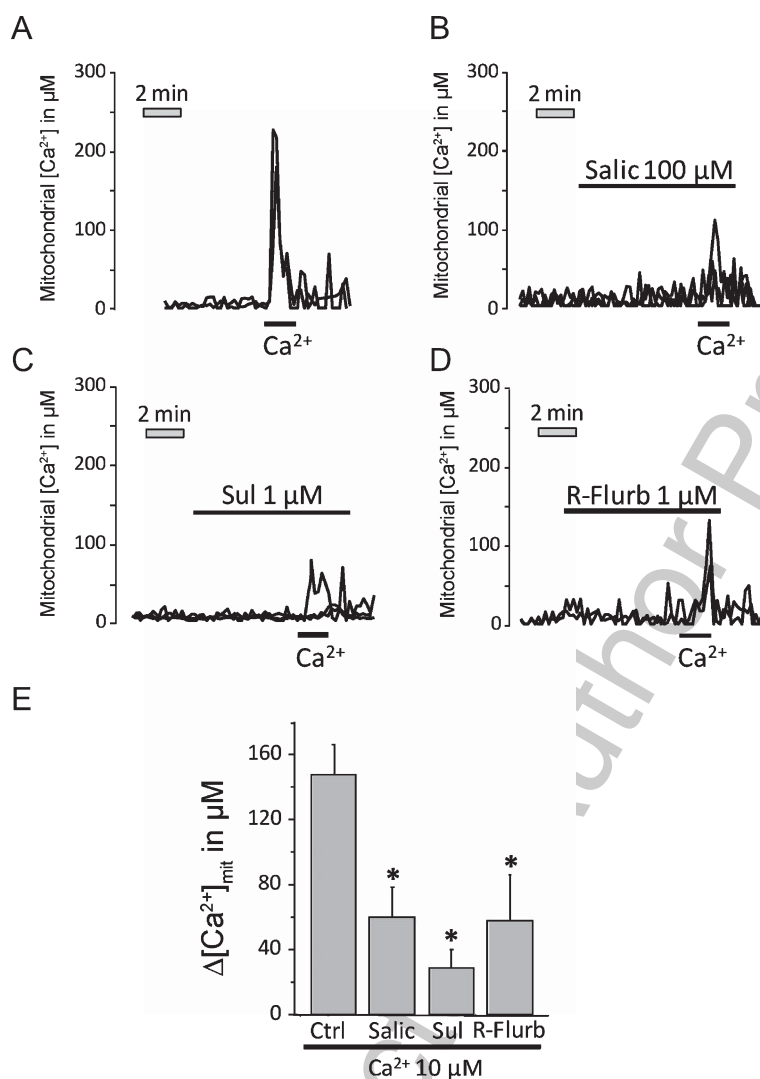 A
Mitochondrial [Ca²⁺] in µM
300
200
100
0
2 min
Ca²⁺
B
Mitochondrial [Ca²⁺] in µM
300
200
100
0
2 min
Salic 100 µM
Ca²⁺
C
Mitochondrial [Ca²⁺] in µM
300
200
100
0
2 min
Sul 1 µM
Ca²⁺
D
Mitochondrial [Ca²⁺] in µM
300
200
100
0
2 min
R-Flurb 1 µM
Ca²⁺
E
Δ[Ca²⁺]mit in µM
160
120
80
40
0
*
*
*
Ctrl Salic Sul R-Flurb
Ca²⁺ 10 µM